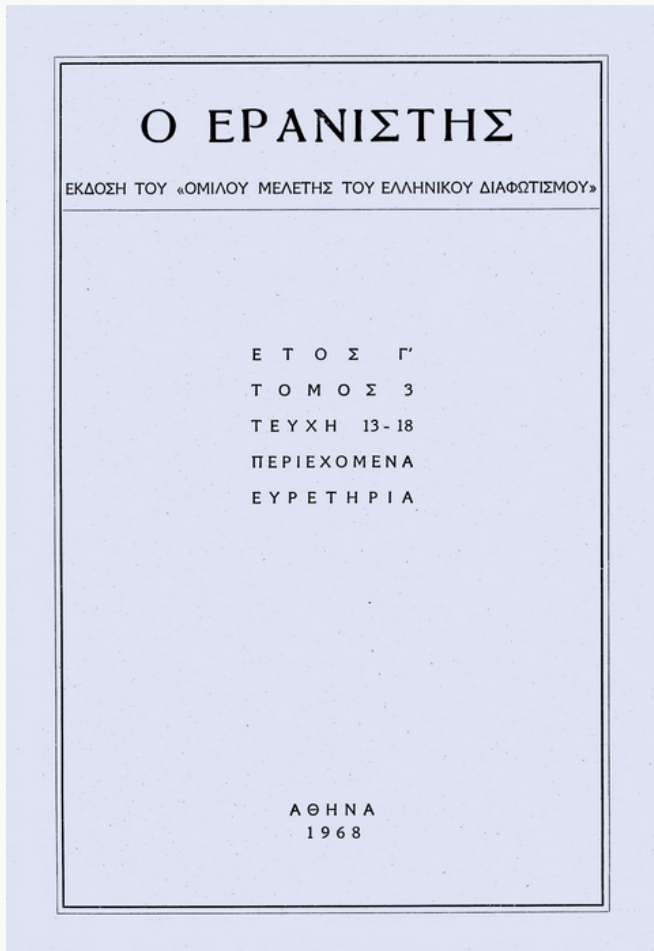 Ο ΕΡΑΝΙΣΤΗΣ
ΕΚΔΟΣΗ ΤΟΥ «ΟΜΙΛΟΥ ΜΕΛΕΤΗΣ ΤΟΥ ΕΛΛΗΝΙΚΟΥ ΔΙΑΦΩΤΙΣΜΟΥ»
ΕΤΟΣ Γ′
ΤΟΜΟΣ 3
ΤΕΥΧΗ 13-18
ΠΕΡΙΕΧΟΜΕΝΑ
ΕΥΡΕΤΗΡΙΑ
ΑΘΗΝΑ
1968